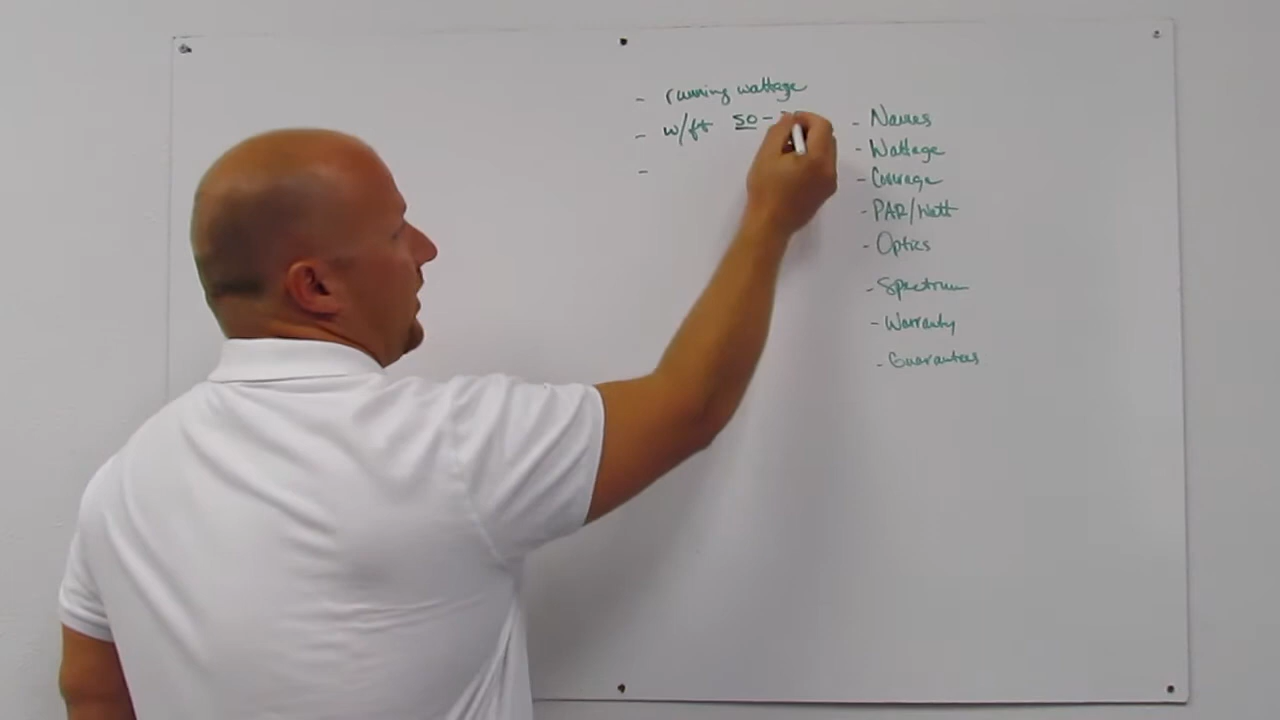 - running wattage
- w/ft 50 -
-
- Names
- Wattage
- Coverage
- PAR/Watt
- Optics
- Spectrum
- Warranty
- Guarantees